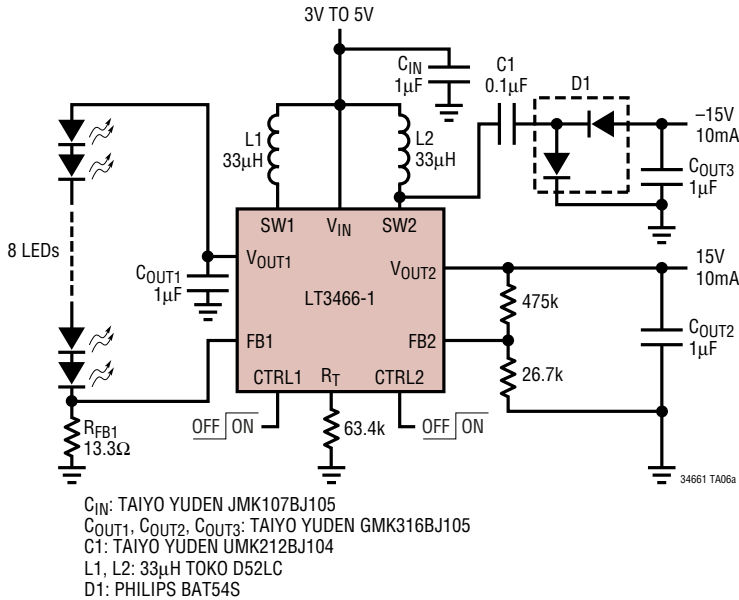 3V TO 5V
CIN
1µF
C1
0.1µF
D1
–15V
10mA
COUT3
1µF
L1
33µH
L2
33µH
SW1
VIN
SW2
8 LEDs
VOUT1
COUT1
1µF
LT3466-1
VOUT2
15V
10mA
475k
COUT2
1µF
FB1
FB2
26.7k
CTRL1
RT
CTRL2
RFB1
13.3Ω
OFF ON
63.4k
OFF ON
34661 TA06a
CIN: TAIYO YUDEN JMK107BJ105
COUT1, COUT2, COUT3: TAIYO YUDEN GMK316BJ105
C1: TAIYO YUDEN UMK212BJ104
L1, L2: 33µH TOKO D52LC
D1: PHILIPS BAT54S